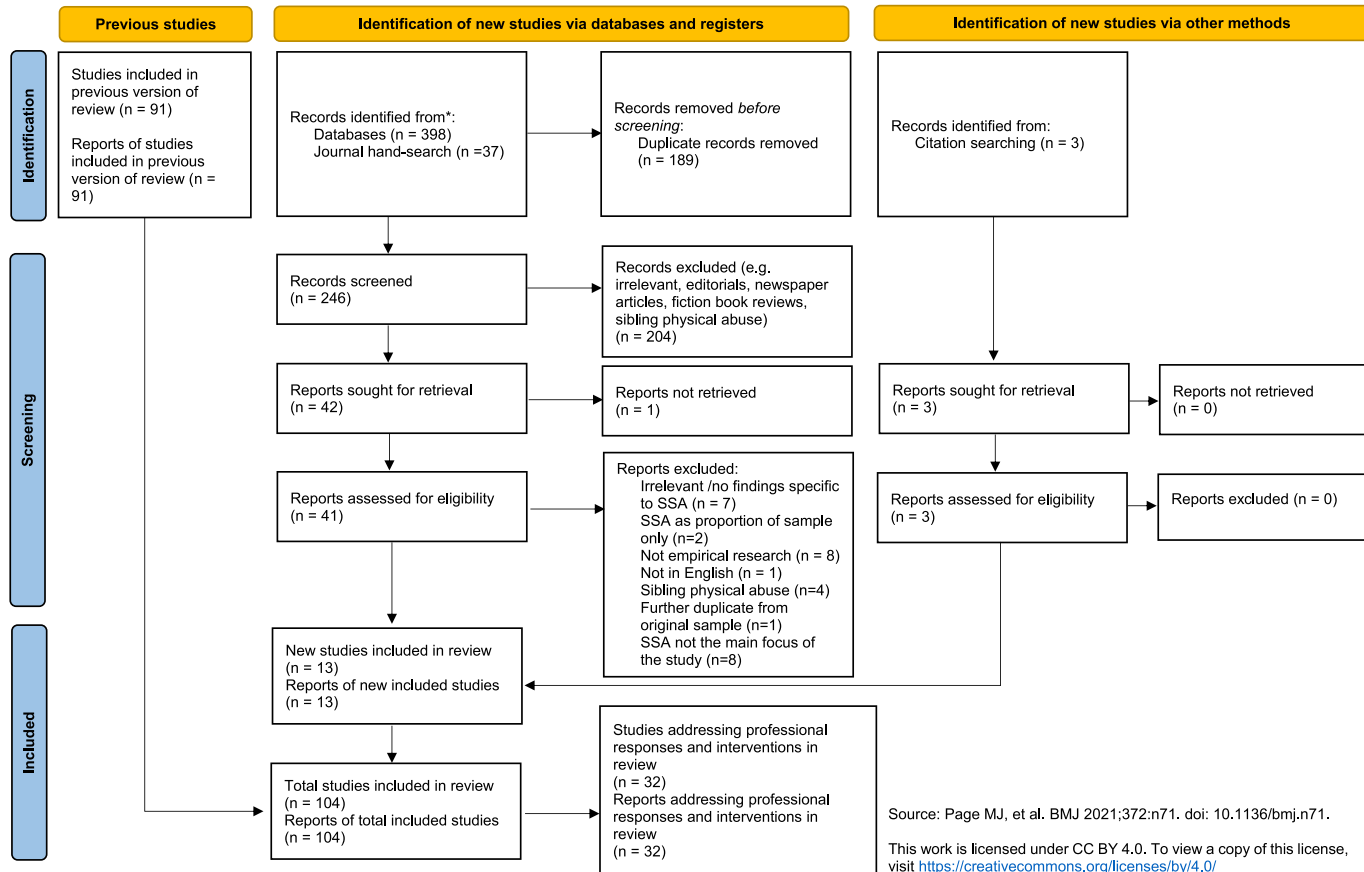 Previous studies
Identification of new studies via databases and registers
Identification of new studies via other methods
Identification
Studies included in
previous version of
review (n = 91)
Reports of studies
included in previous
version of review (n =
91)
Records identified from*:
Databases (n = 398)
Journal hand-search (n =37)
Records removed before
screening:
Duplicate records removed
(n = 189)
Records identified from:
Citation searching (n = 3)
Screening
Records screened
(n = 246)
Records excluded (e.g.
irrelevant, editorials, newspaper
articles, fiction book reviews,
sibling physical abuse)
(n = 204)
Reports sought for retrieval
(n = 42)
Reports not retrieved
(n = 1)
Reports sought for retrieval
(n = 3)
Reports not retrieved
(n = 0)
Reports assessed for eligibility
(n = 41)
Reports excluded:
Irrelevant /no findings specific
to SSA (n = 7)
SSA as proportion of sample
only (n=2)
Not empirical research (n = 8)
Not in English (n = 1)
Sibling physical abuse (n=4)
Further duplicate from
original sample (n=1)
SSA not the main focus of
the study (n=8)
Reports assessed for eligibility
(n = 3)
Reports excluded (n = 0)
Included
New studies included in review
(n = 13)
Reports of new included studies
(n = 13)
Total studies included in review
(n = 104)
Reports of total included studies
(n = 104)
Studies addressing professional
responses and interventions in
review
(n = 32)
Reports addressing professional
responses and interventions in
review
(n = 32)
Source: Page MJ, et al. BMJ 2021;372:n71. doi: 10.1136/bmj.n71.
This work is licensed under CC BY 4.0. To view a copy of this license,
visit https://creativecommons.org/licenses/by/4.0/